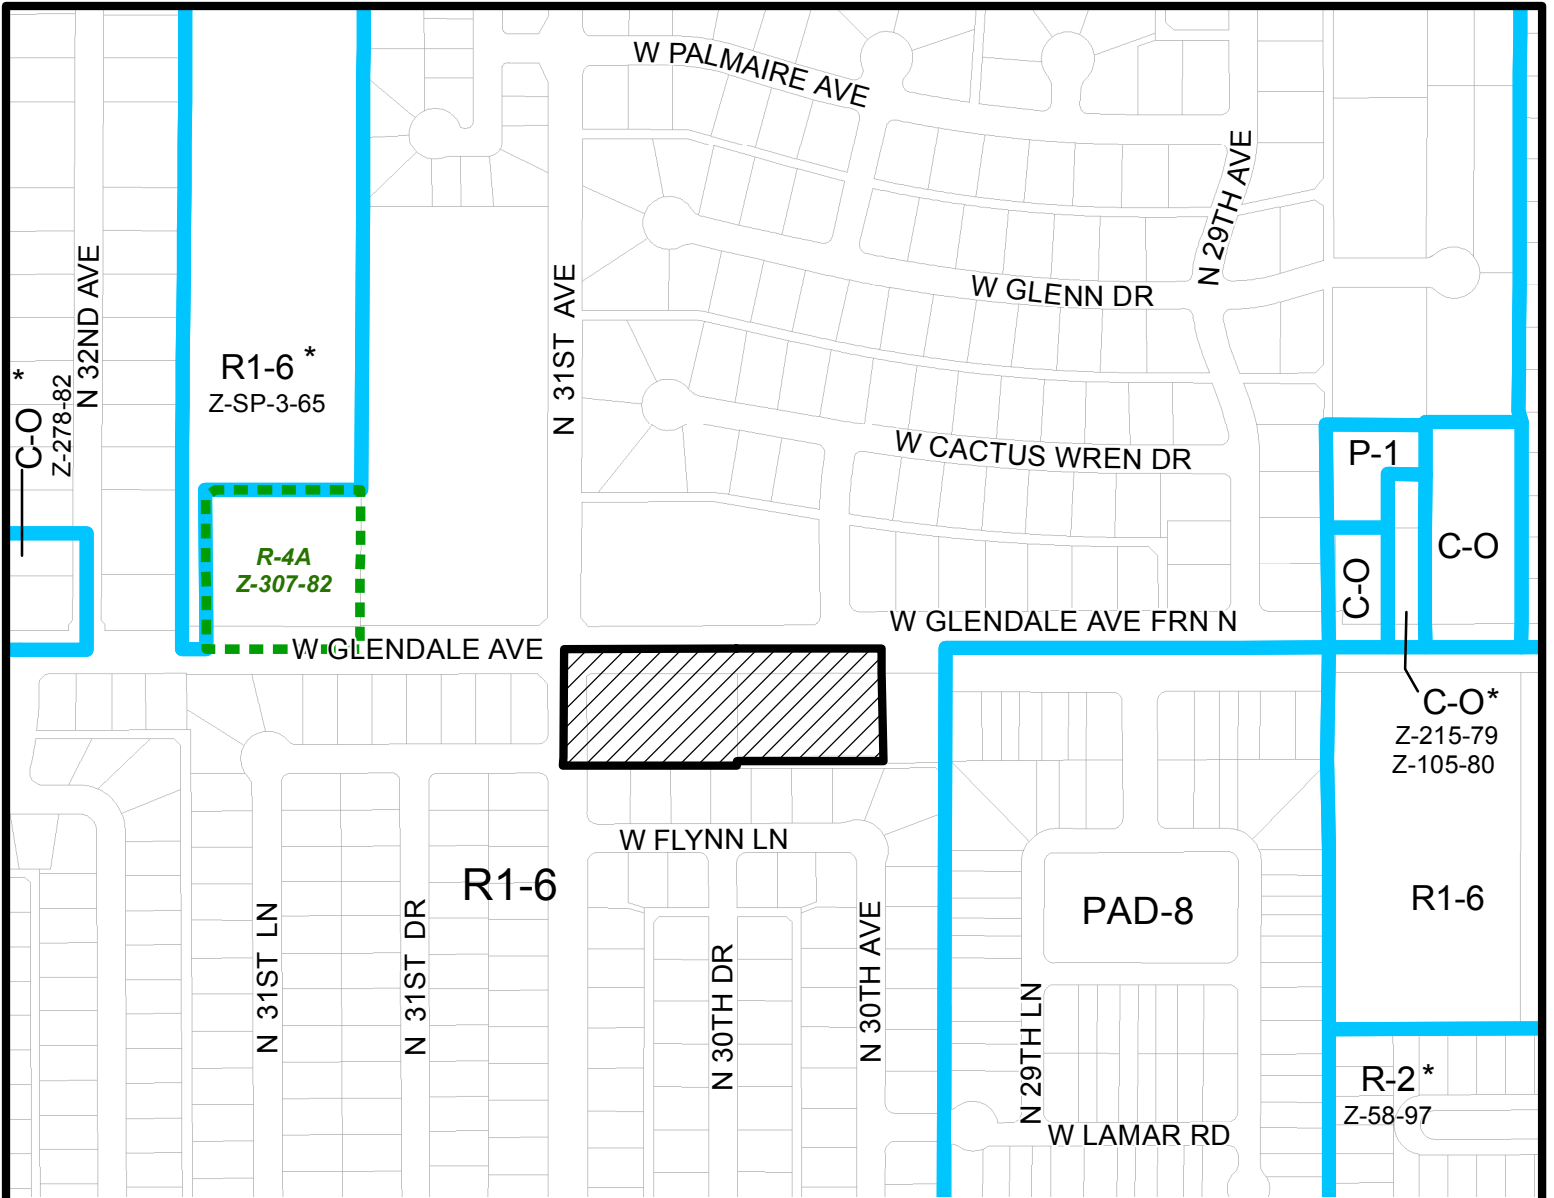 W PALMAIRE AVE
N 29TH AVE
N 32ND AVE
N 31ST AVE
W GLENN DR
R1-6 *
Z-SP-3-65
*
C-O
Z-278-82
W CACTUS WREN DR
P-1
C-O
C-O
R-4A
Z-307-82
W GLENDALE AVE FRN N
W GLENDALE AVE
C-O*
Z-215-79
Z-105-80
W FLYNN LN
R1-6
PAD-8
R1-6
N 31ST LN
N 31ST DR
N 30TH DR
N 30TH AVE
N 29TH LN
R-2*
Z-58-97
W LAMAR RD